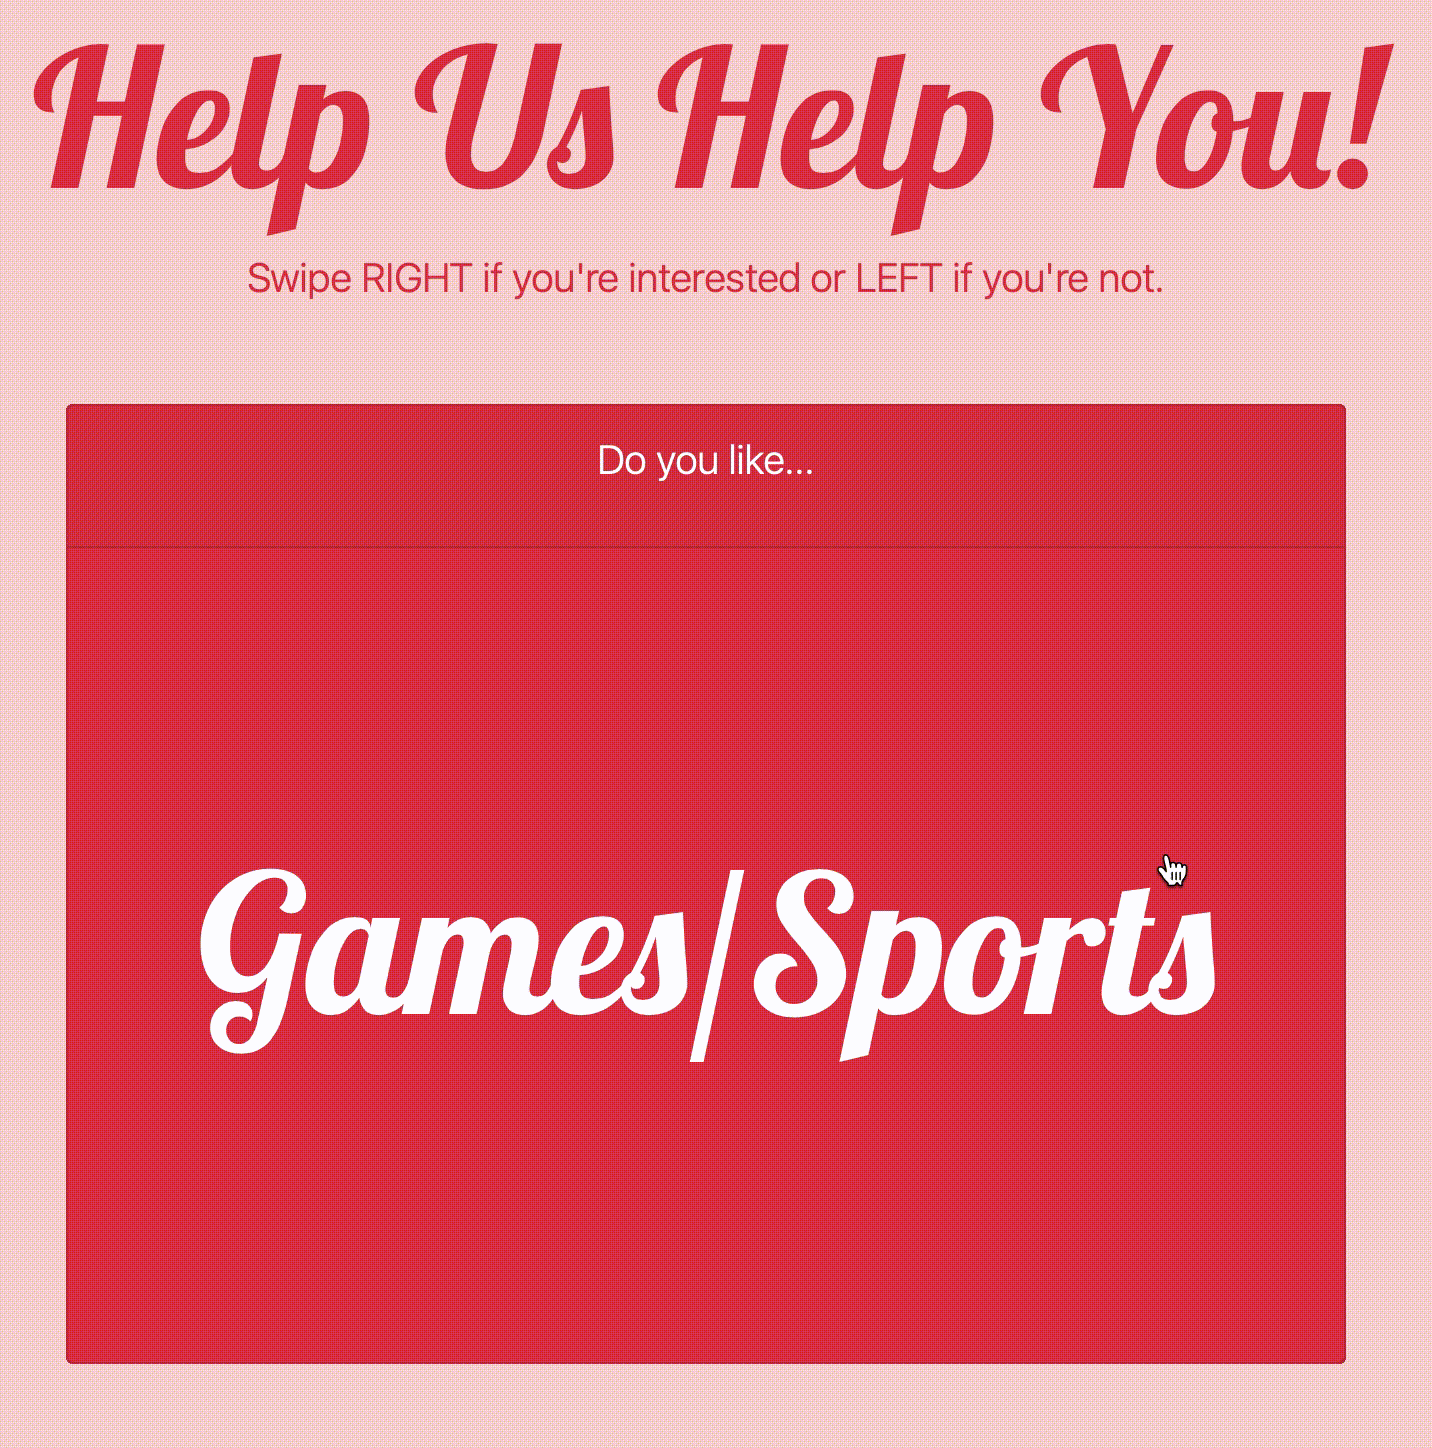 Help Us Help You!
Swipe RIGHT if you're interested or LEFT if you're not.
Do you like...
Games/Sports